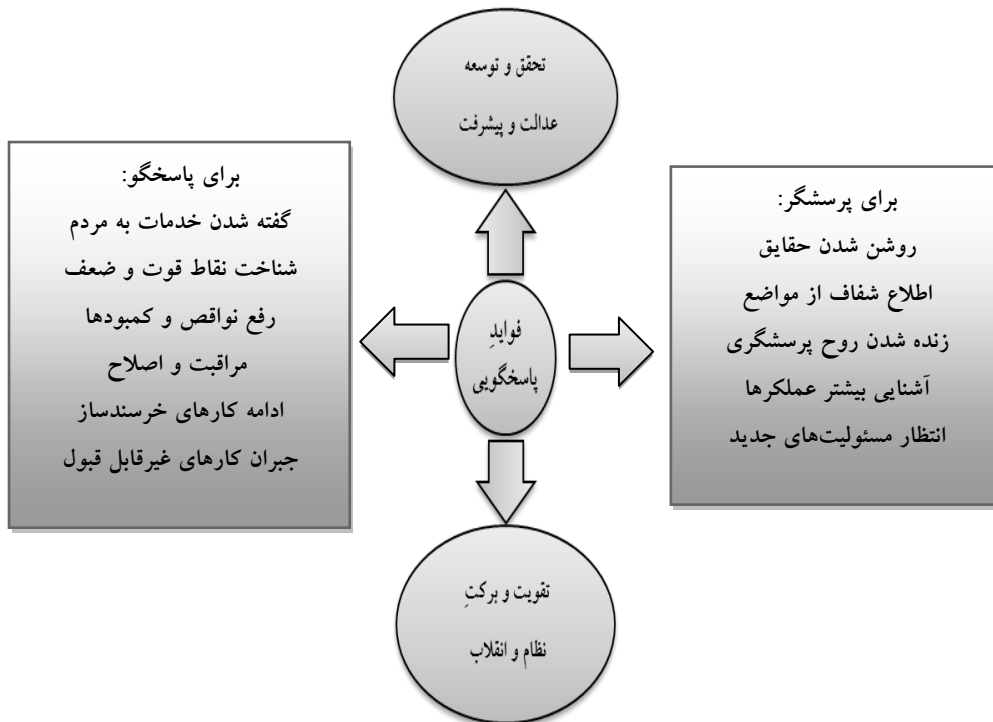 تحقق و توسعه
عدالت و پیشرفت
برای پرسشگر:
روشن شدن حقایق
اطلاع شفاف از مواضع
زنده شدن روح پرسشگری
آشنایی بیشتر عملکرها
انتظار مسئولیت‌های جدید
فوایدِ
پاسخگویی
برای پاسخگو:
گفته شدن خدمات به مردم
شناخت نقاط قوت و ضعف
رفع نواقص و کمبودها
مراقبت و اصلاح
ادامه کارهای خرسندساز
جبران کارهای غیرقابل قبول
تقویت و برکتِ
نظام و انقلاب